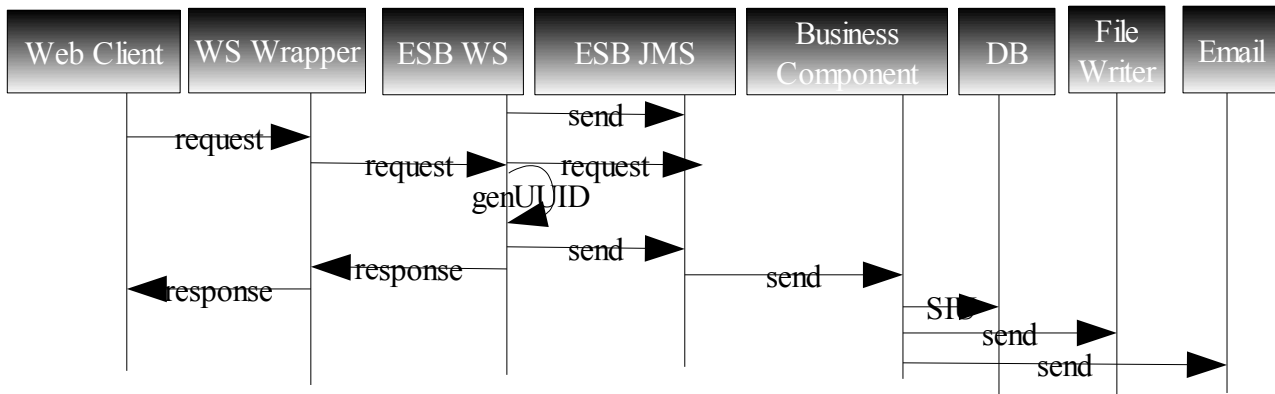 Web Client
WS Wrapper
ESB WS
ESB JMS
Business
Component
DB
File
Writer
Email
send
request
request
request
genUUID
send
response
send
response
SIU
send
send